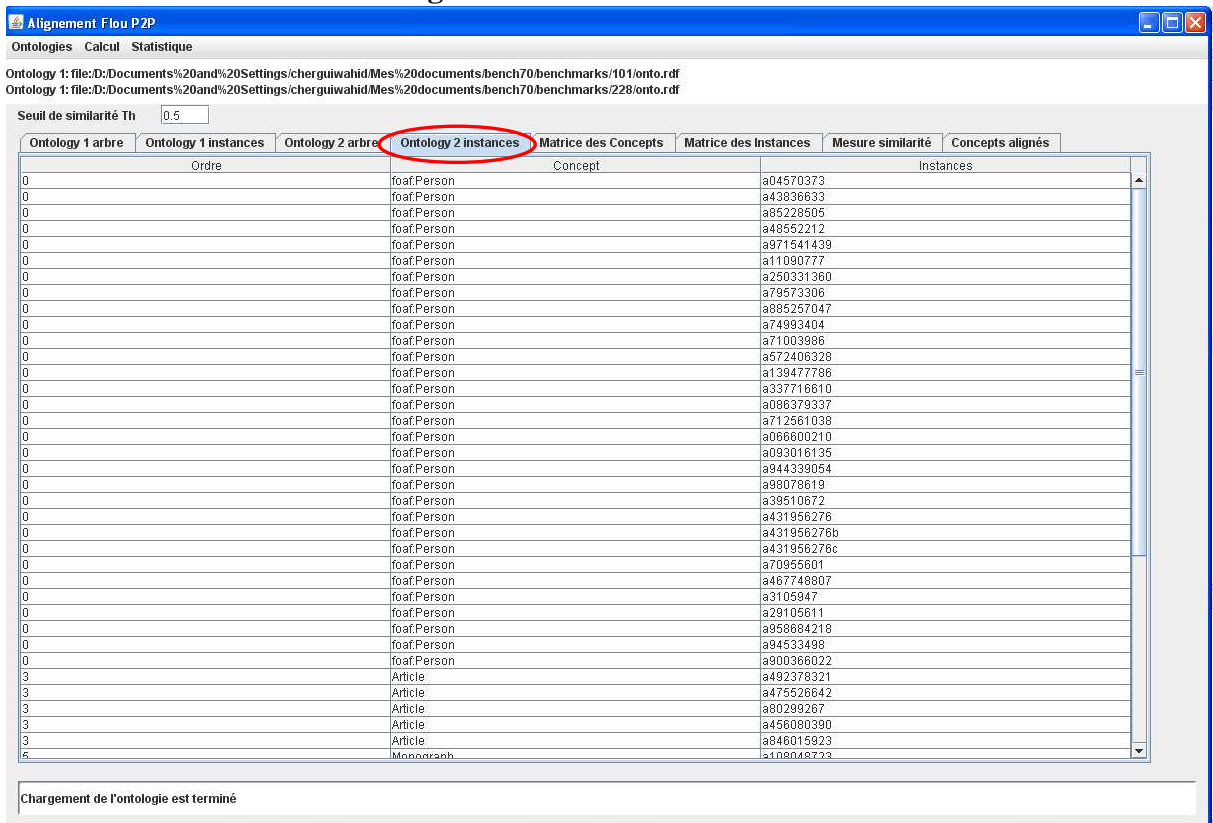 Alignement Flou P2P
Ontologies Calcul Statistique
Ontology 1: file:/D:/Documents%20and%20Settings/cherguiwahid/Mes%20documents/bench70/benchmarks/101/onto.rdf
Ontology 1: file:/D:/Documents%20and%20Settings/cherguiwahid/Mes%20documents/bench70/benchmarks/228/onto.rdf
Seuil de similarité Th 0.5
Ontology 1 arbre Ontology 1 instances Ontology 2 arbre Ontology 2 instances Matrice des Concepts Matrice des Instances Mesure similarité Concepts alignés
Ordre Concept Instances
0 foaf:Person a04570373
0 foaf:Person a43836633
0 foaf:Person a85228505
0 foaf:Person a48552212
0 foaf:Person a971541439
0 foaf:Person a11090777
0 foaf:Person a250331360
0 foaf:Person a79573306
0 foaf:Person a885257047
0 foaf:Person a74993404
0 foaf:Person a71003986
0 foaf:Person a572406328
0 foaf:Person a139477786
0 foaf:Person a337716610
0 foaf:Person a086379337
0 foaf:Person a712561038
0 foaf:Person a066600210
0 foaf:Person a093016135
0 foaf:Person a944339054
0 foaf:Person a98078619
0 foaf:Person a39510672
0 foaf:Person a431956276
0 foaf:Person a431956276b
0 foaf:Person a431956276c
0 foaf:Person a70955601
0 foaf:Person a467748807
0 foaf:Person a3105947
0 foaf:Person a29105611
0 foaf:Person a958684218
0 foaf:Person a94533498
0 foaf:Person a900366022
3 Article a492378321
3 Article a475526642
3 Article a80299267
3 Article a456080390
3 Article a846015923
5 Monograph a108048723
Chargement de l'ontologie est terminé